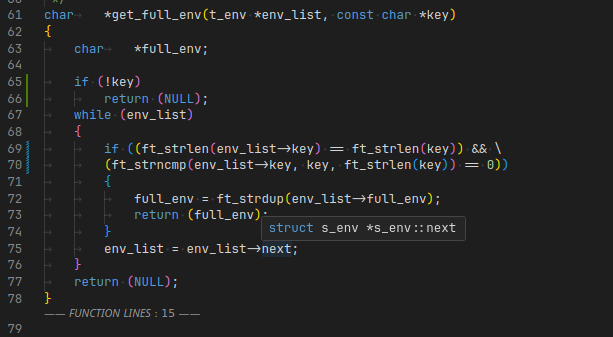 61 char *get_full_env(t_env *env_list, const char *key)
62 {
63 char *full_env;
64
65 if (!key)
66 return (NULL);
67 while (env_list)
68 {
69 if ((ft_strlen(env_list->key) == ft_strlen(key)) && \
70 (ft_strncmp(env_list->key, key, ft_strlen(key)) == 0))
71 {
72 full_env = ft_strdup(env_list->full_env);
73 return (full_env);
struct s_env *s_env::next
74 }
75 env_list = env_list->next;
76 }
77 return (NULL);
78 }
—— FUNCTION LINES : 15 ——
79